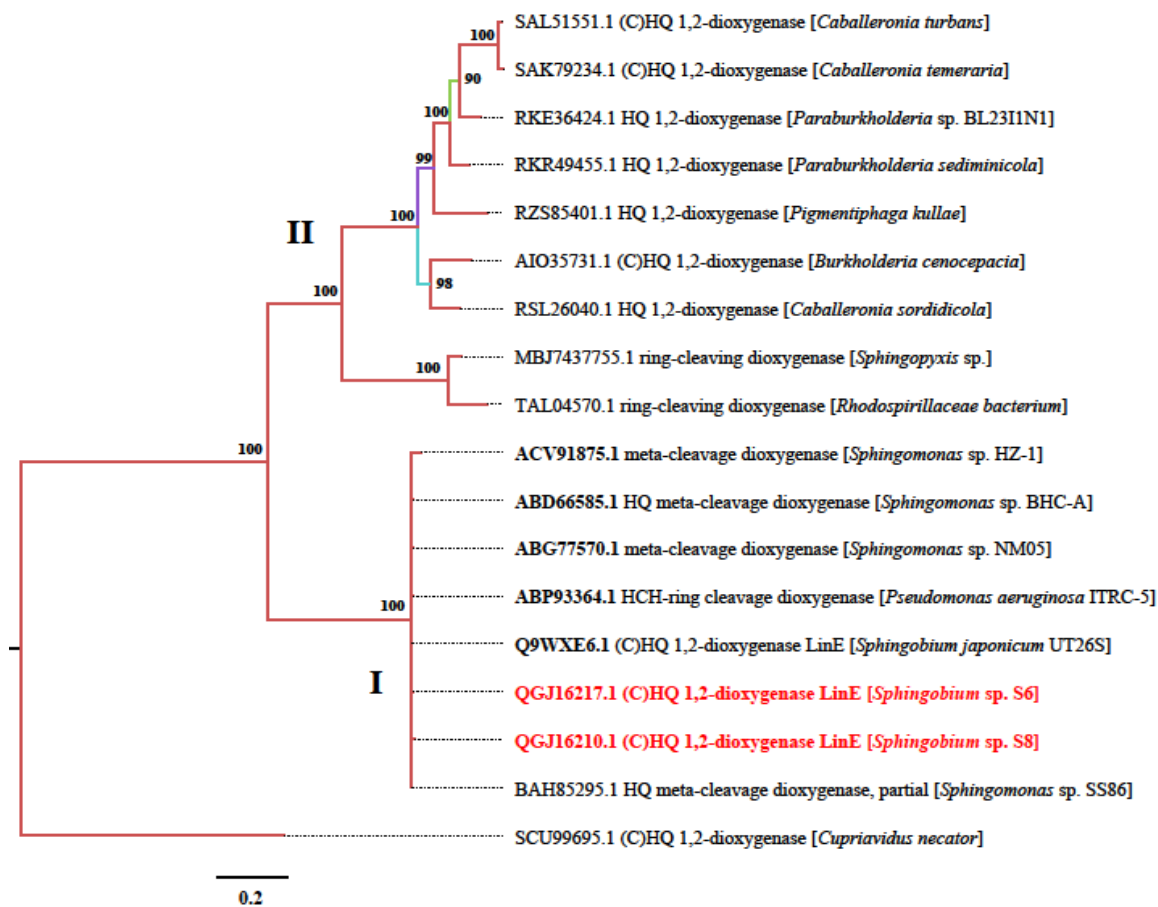 SAL51551.1 (C)HQ 1,2-dioxygenase [Caballeronia turbans]
100
SAK79234.1 (C)HQ 1,2-dioxygenase [Caballeronia temeraria]
90
100
RKE36424.1 HQ 1,2-dioxygenase [Paraburkholderia sp. BL23I1N1]
99
RKR49455.1 HQ 1,2-dioxygenase [Paraburkholderia sediminicola]
100
RZS85401.1 HQ 1,2-dioxygenase [Pigmentiphaga kullae]
II
AIO35731.1 (C)HQ 1,2-dioxygenase [Burkholderia cenocepacia]
98
100
RSL26040.1 HQ 1,2-dioxygenase [Caballeronia sordidicola]
MBJ7437755.1 ring-cleaving dioxygenase [Sphingopyxis sp.]
100
TAL04570.1 ring-cleaving dioxygenase [Rhodospirillaceae bacterium]
100
ACV91875.1 meta-cleavage dioxygenase [Sphingomonas sp. HZ-1]
ABD66585.1 HQ meta-cleavage dioxygenase [Sphingomonas sp. BHC-A]
ABG77570.1 meta-cleavage dioxygenase [Sphingomonas sp. NM05]
100
ABP93364.1 HCH-ring cleavage dioxygenase [Pseudomonas aeruginosa ITRC-5]
Q9WXE6.1 (C)HQ 1,2-dioxygenase LinE [Sphingobium japonicum UT26S]
I
QGJ16217.1 (C)HQ 1,2-dioxygenase LinE [Sphingobium sp. S6]
QGJ16210.1 (C)HQ 1,2-dioxygenase LinE [Sphingobium sp. S8]
BAH85295.1 HQ meta-cleavage dioxygenase, partial [Sphingomonas sp. SS86]
SCU99695.1 (C)HQ 1,2-dioxygenase [Cupriavidus necator]
0.2